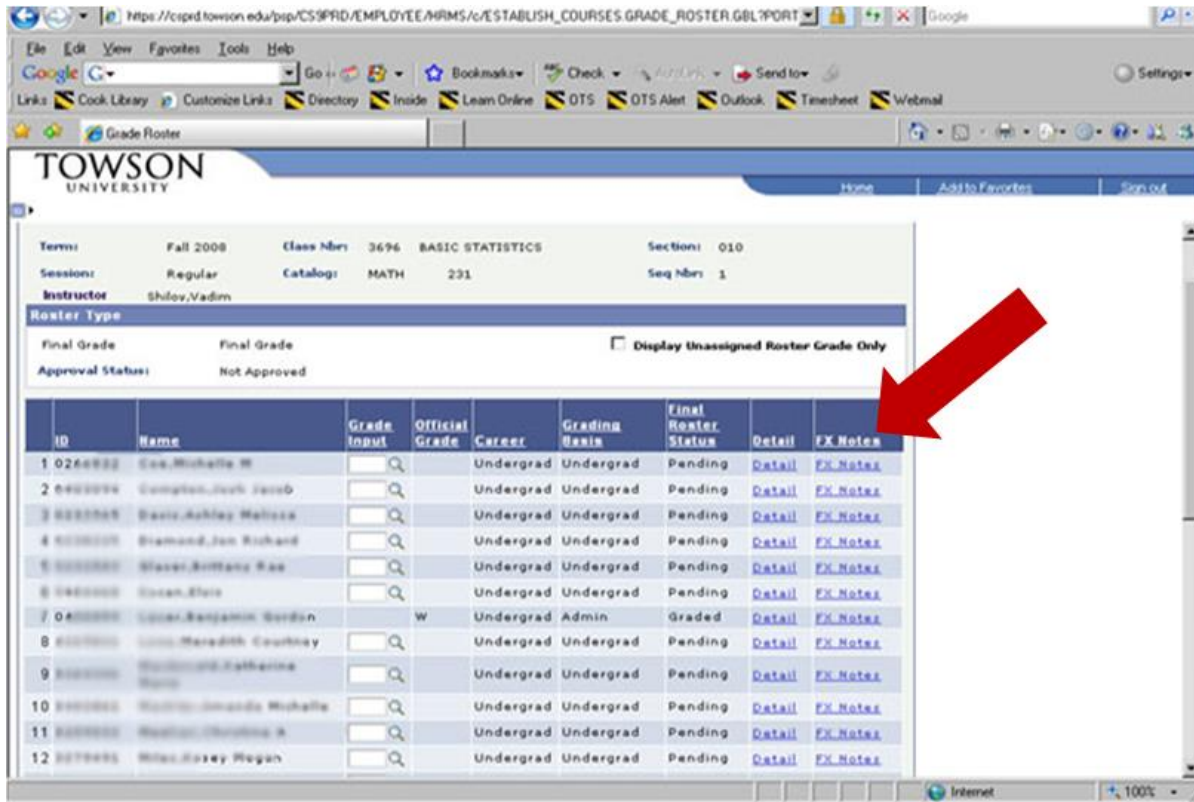 https://csprd.towson.edu/psp/CS9PRD/EMPLOYEE/HRMS/c/ESTABLISH_COURSES.GRADE_ROSTER.GBL?PORT Google
File Edit View Favorites Tools Help
Google G Go Bookmarks Check AutoLink Send to Settings
Links Cook Library Customize Links Directory Inside Learn Online OTS OTS Alert Outlook Timesheet Webmail
Grade Roster
TOWSON
UNIVERSITY
Home Add to Favorites Sign out
Term: Fall 2008 Class Nbr: 3696 BASIC STATISTICS Section: 010
Session: Regular Catalog: MATH 231 Seq Nbr: 1
Instructor Shilov,Vadim
Roster Type
Final Grade Final Grade Display Unassigned Roster Grade Only
Approval Status: Not Approved
ID Name Grade Input Official Grade Career Grading Basis Final Roster Status Detail FX Notes
1 Undergrad Undergrad Pending Detail FX Notes
2 Undergrad Undergrad Pending Detail FX Notes
3 Undergrad Undergrad Pending Detail FX Notes
4 Undergrad Undergrad Pending Detail FX Notes
5 Undergrad Undergrad Pending Detail FX Notes
6 Undergrad Undergrad Pending Detail FX Notes
7 W Undergrad Admin Graded Detail FX Notes
8 Undergrad Undergrad Pending Detail FX Notes
9 Undergrad Undergrad Pending Detail FX Notes
10 Undergrad Undergrad Pending Detail FX Notes
11 Undergrad Undergrad Pending Detail FX Notes
12 Undergrad Undergrad Pending Detail FX Notes
Internet 100%